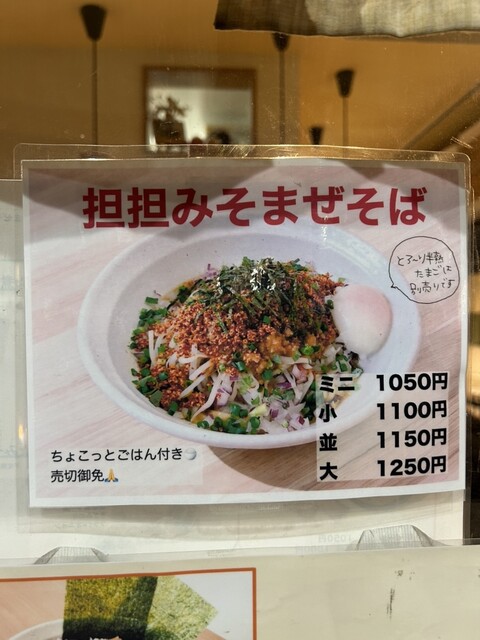 担担みそまぜそば
とろ〜り半熟
たまごは
別売りです
ミニ 1050円
小 1100円
並 1150円
大 1250円
ちょこっとごはん付き🍚
売切御免🙏